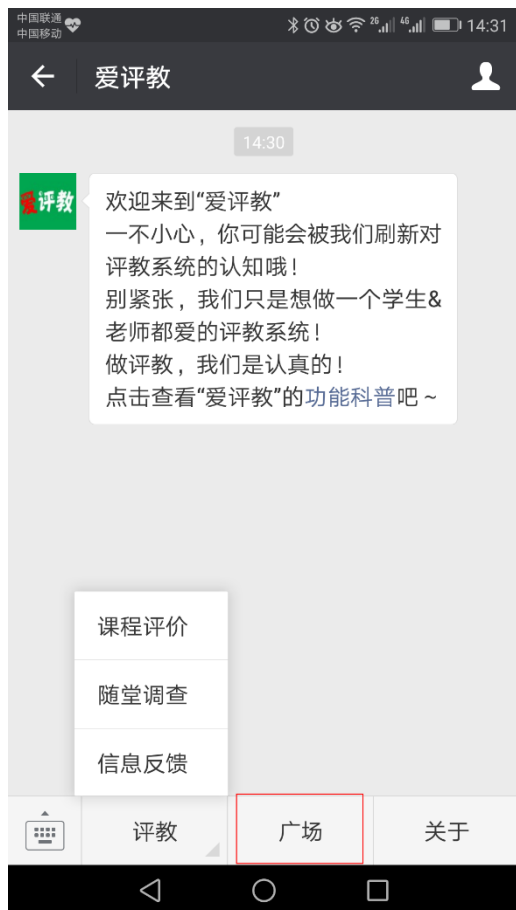 中国联通
中国移动
26 46 14:31
爱评教
14:30
爱评教
欢迎来到“爱评教”
一不小心，你可能会被我们刷新对
评教系统的认知哦！
别紧张，我们只是想做一个学生&
老师都爱的评教系统！
做评教，我们是认真的！
点击查看“爱评教”的功能科普吧～
课程评价
随堂调查
信息反馈
评教 广场 关于